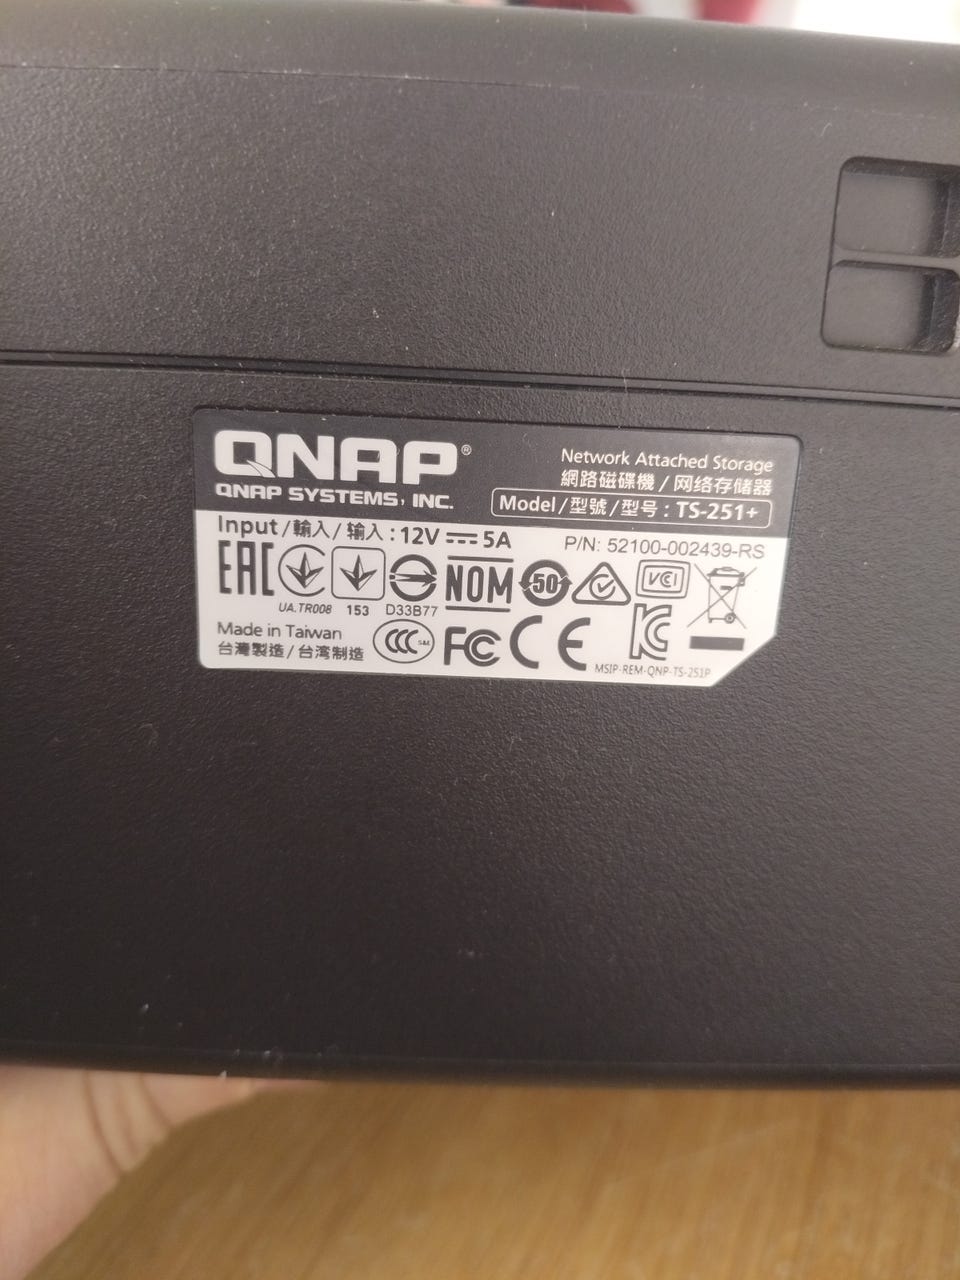 QNAP®
QNAP SYSTEMS, INC.
Network Attached Storage
網路磁碟機 / 网络存储器
Model / 型號 / 型号 : TS-251+
Input / 輸入 / 输入 : 12V ⎓ 5A
P/N: 52100-002439-RS
EAC
UA.TR008
153
D33B77
NOM
50
VCI
Made in Taiwan
台灣製造 / 台湾制造
CCC S&E
FC
CE
KC
MSIP-REM-QNP-TS-251P